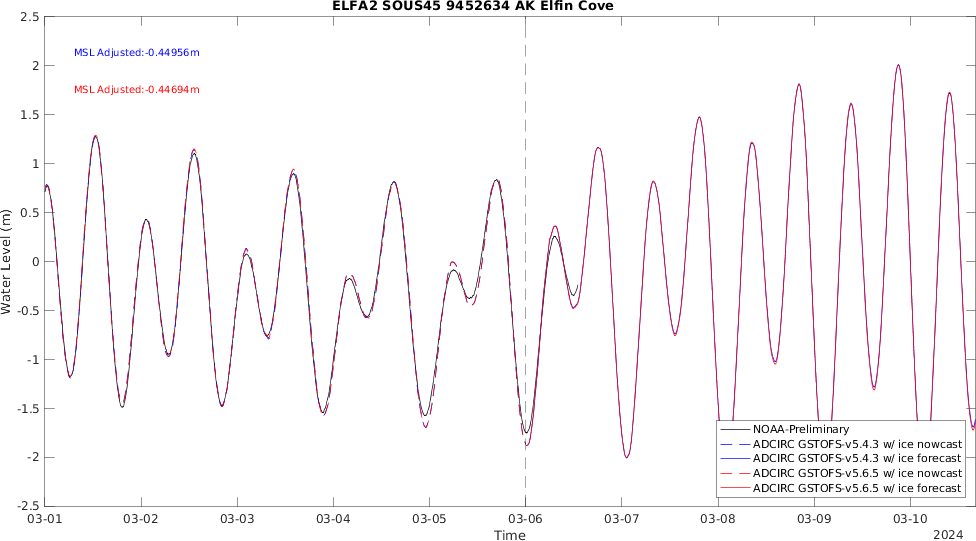 ELFA2 SOUS45 9452634 AK Elfin Cove
2.5
MSL Adjusted:-0.44956m
2
MSL Adjusted:-0.44694m
1.5
1
0.5
0
-0.5
-1
-1.5
-2
-2.5
Water Level (m)
NOAA-Preliminary
ADCIRC GSTOFS-v5.4.3 w/ ice nowcast
ADCIRC GSTOFS-v5.4.3 w/ ice forecast
ADCIRC GSTOFS-v5.6.5 w/ ice nowcast
ADCIRC GSTOFS-v5.6.5 w/ ice forecast
03-01 03-02 03-03 03-04 03-05 03-06 03-07 03-08 03-09 03-10
Time
2024